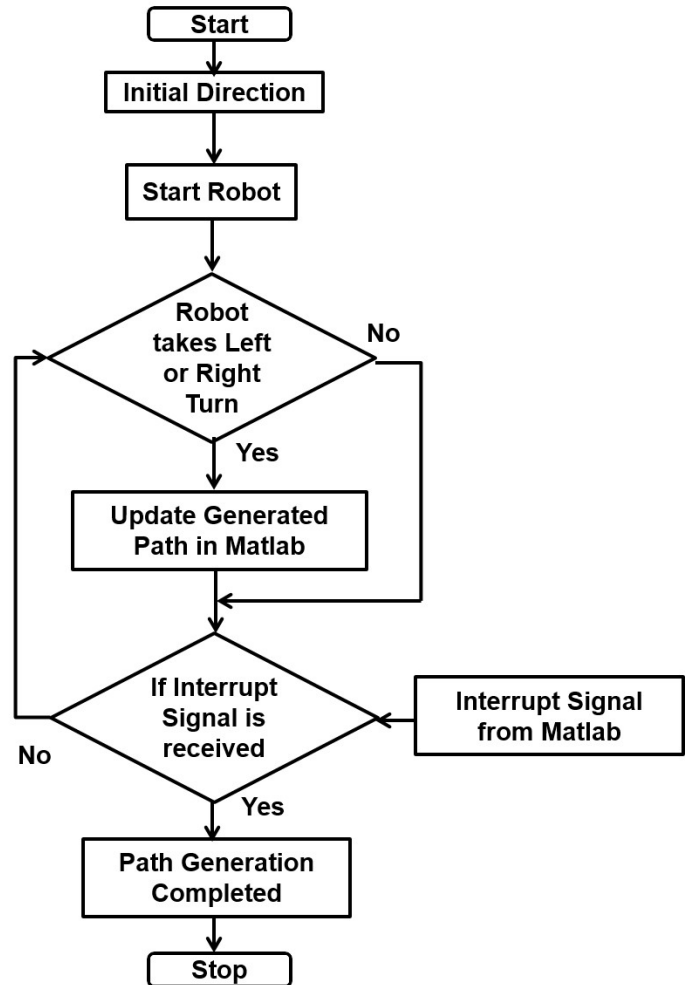 Start
Initial Direction
Start Robot
Robot
takes Left
or Right
Turn
No
Yes
Update Generated
Path in Matlab
If Interrupt
Signal is
received
Interrupt Signal
from Matlab
No
Yes
Path Generation
Completed
Stop